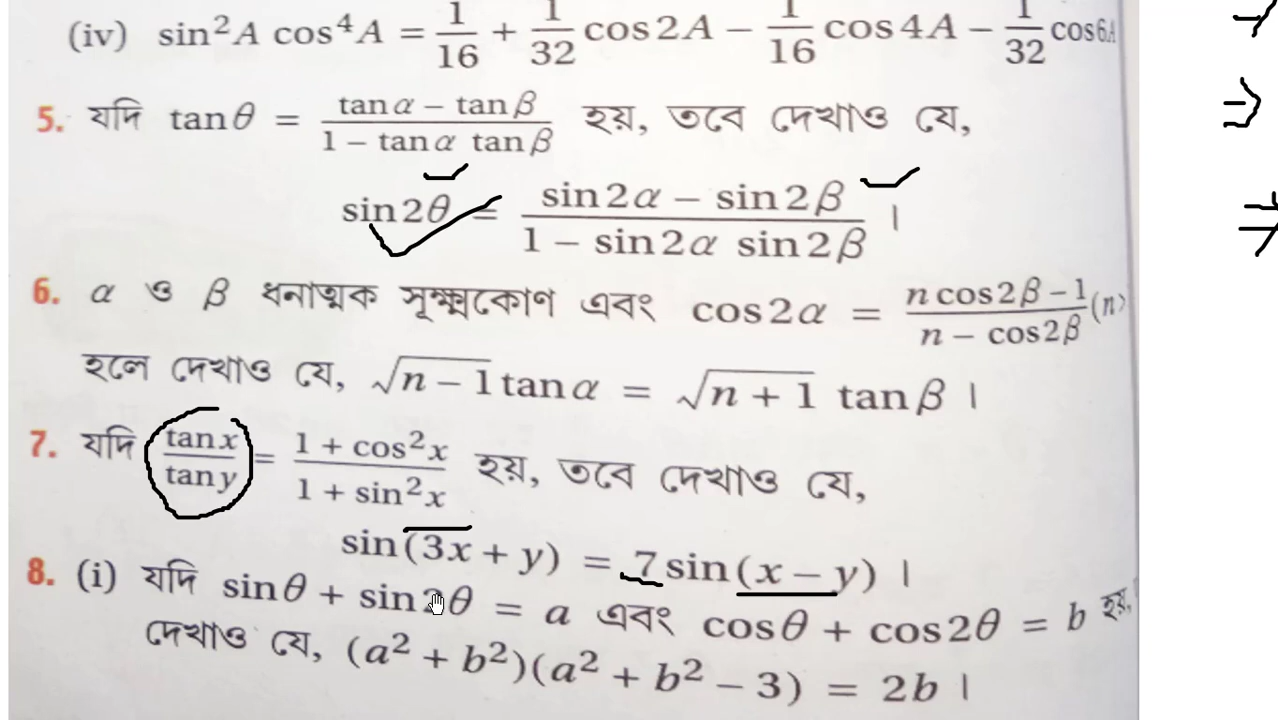 (iv) sin²A cos⁴A = 1/16 + 1/32 cos2A − 1/16 cos4A − 1/32 cos6A
5. যদি tanθ = (tanα − tanβ)/(1 − tanα tanβ) হয়, তবে দেখাও যে,
sin2θ = (sin2α − sin2β)/(1 − sin2α sin2β) ।
6. α ও β ধনাত্মক সূক্ষ্মকোণ এবং cos2α = (n cos2β − 1)/(n − cos2β) (n>
হলে দেখাও যে, √(n − 1) tanα = √(n + 1) tanβ ।
7. যদি tanx/tany = (1 + cos²x)/(1 + sin²x) হয়, তবে দেখাও যে,
sin(3x + y) = 7sin(x − y) ।
8. (i) যদি sinθ + sin2θ = a এবং cosθ + cos2θ = b হয়,
দেখাও যে, (a² + b²)(a² + b² − 3) = 2b ।